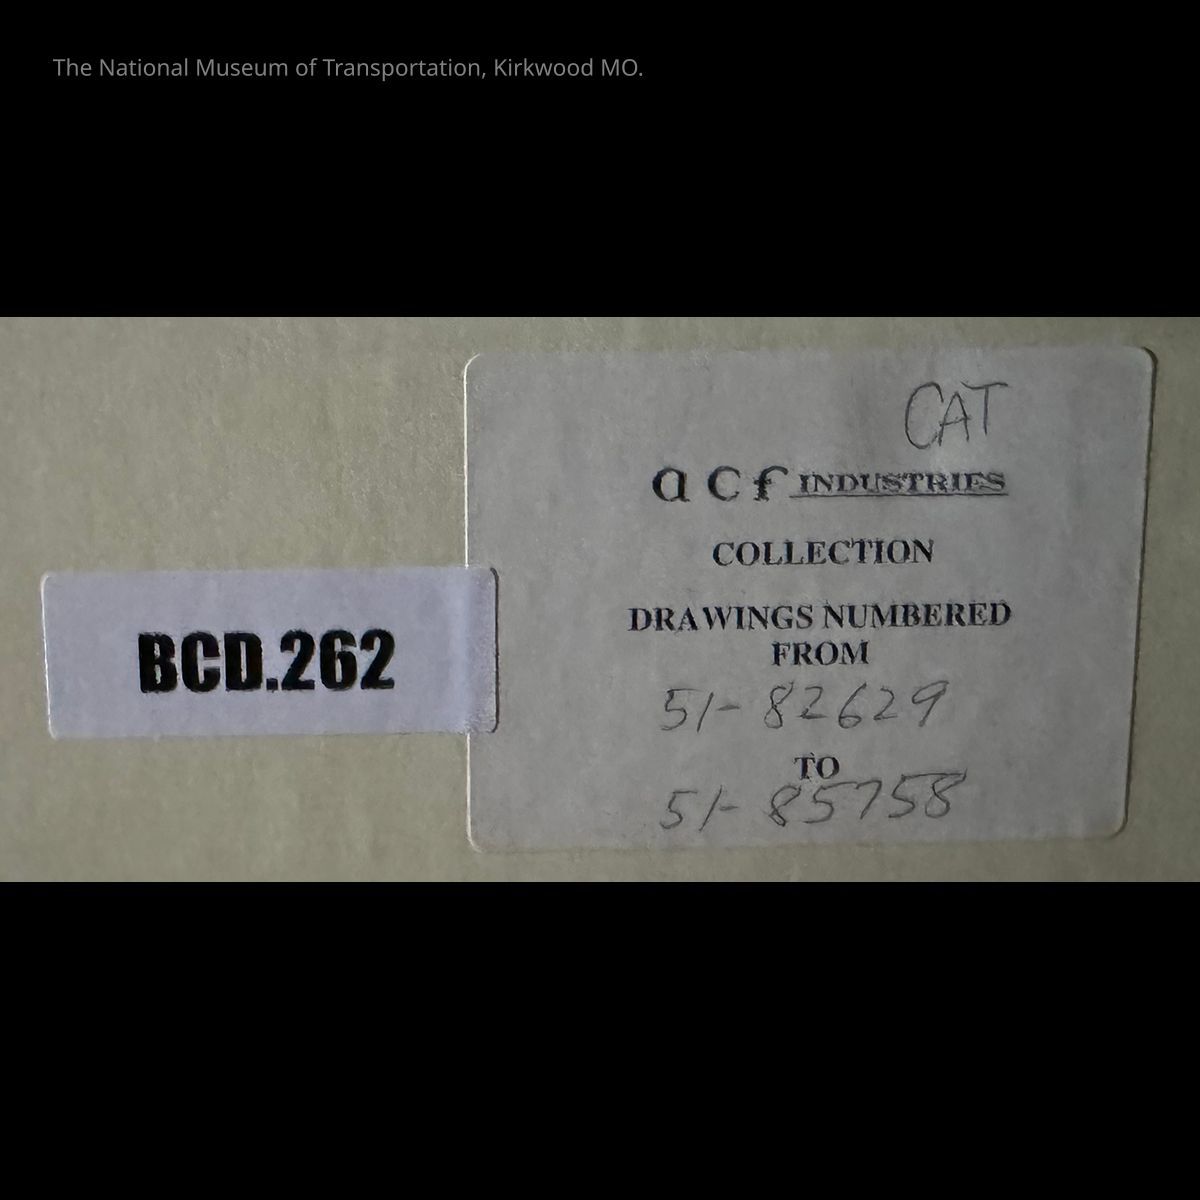 The National Museum of Transportation, Kirkwood MO.
CAT
a c f INDUSTRIES
COLLECTION
DRAWINGS NUMBERED
FROM
51-82629
TO
51-85758
BCD.262